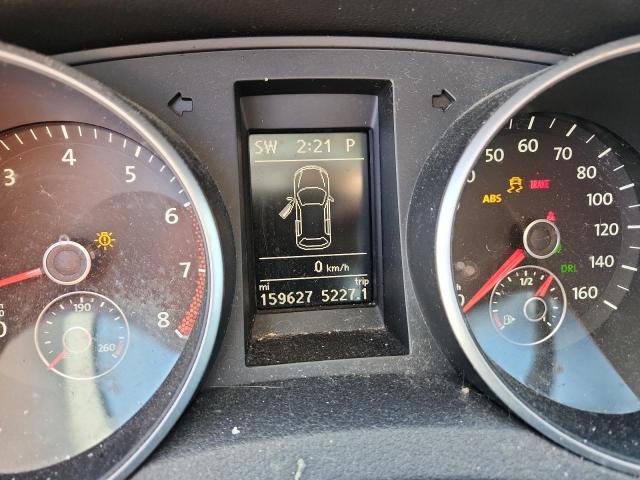 SW 2:21 P
0 km/h
mi trip
159627 5227.1
3 4 5 6 7 8
190
260
50 60 70 80 100 120 140 160
ABS BRAKE
DRL
1/2